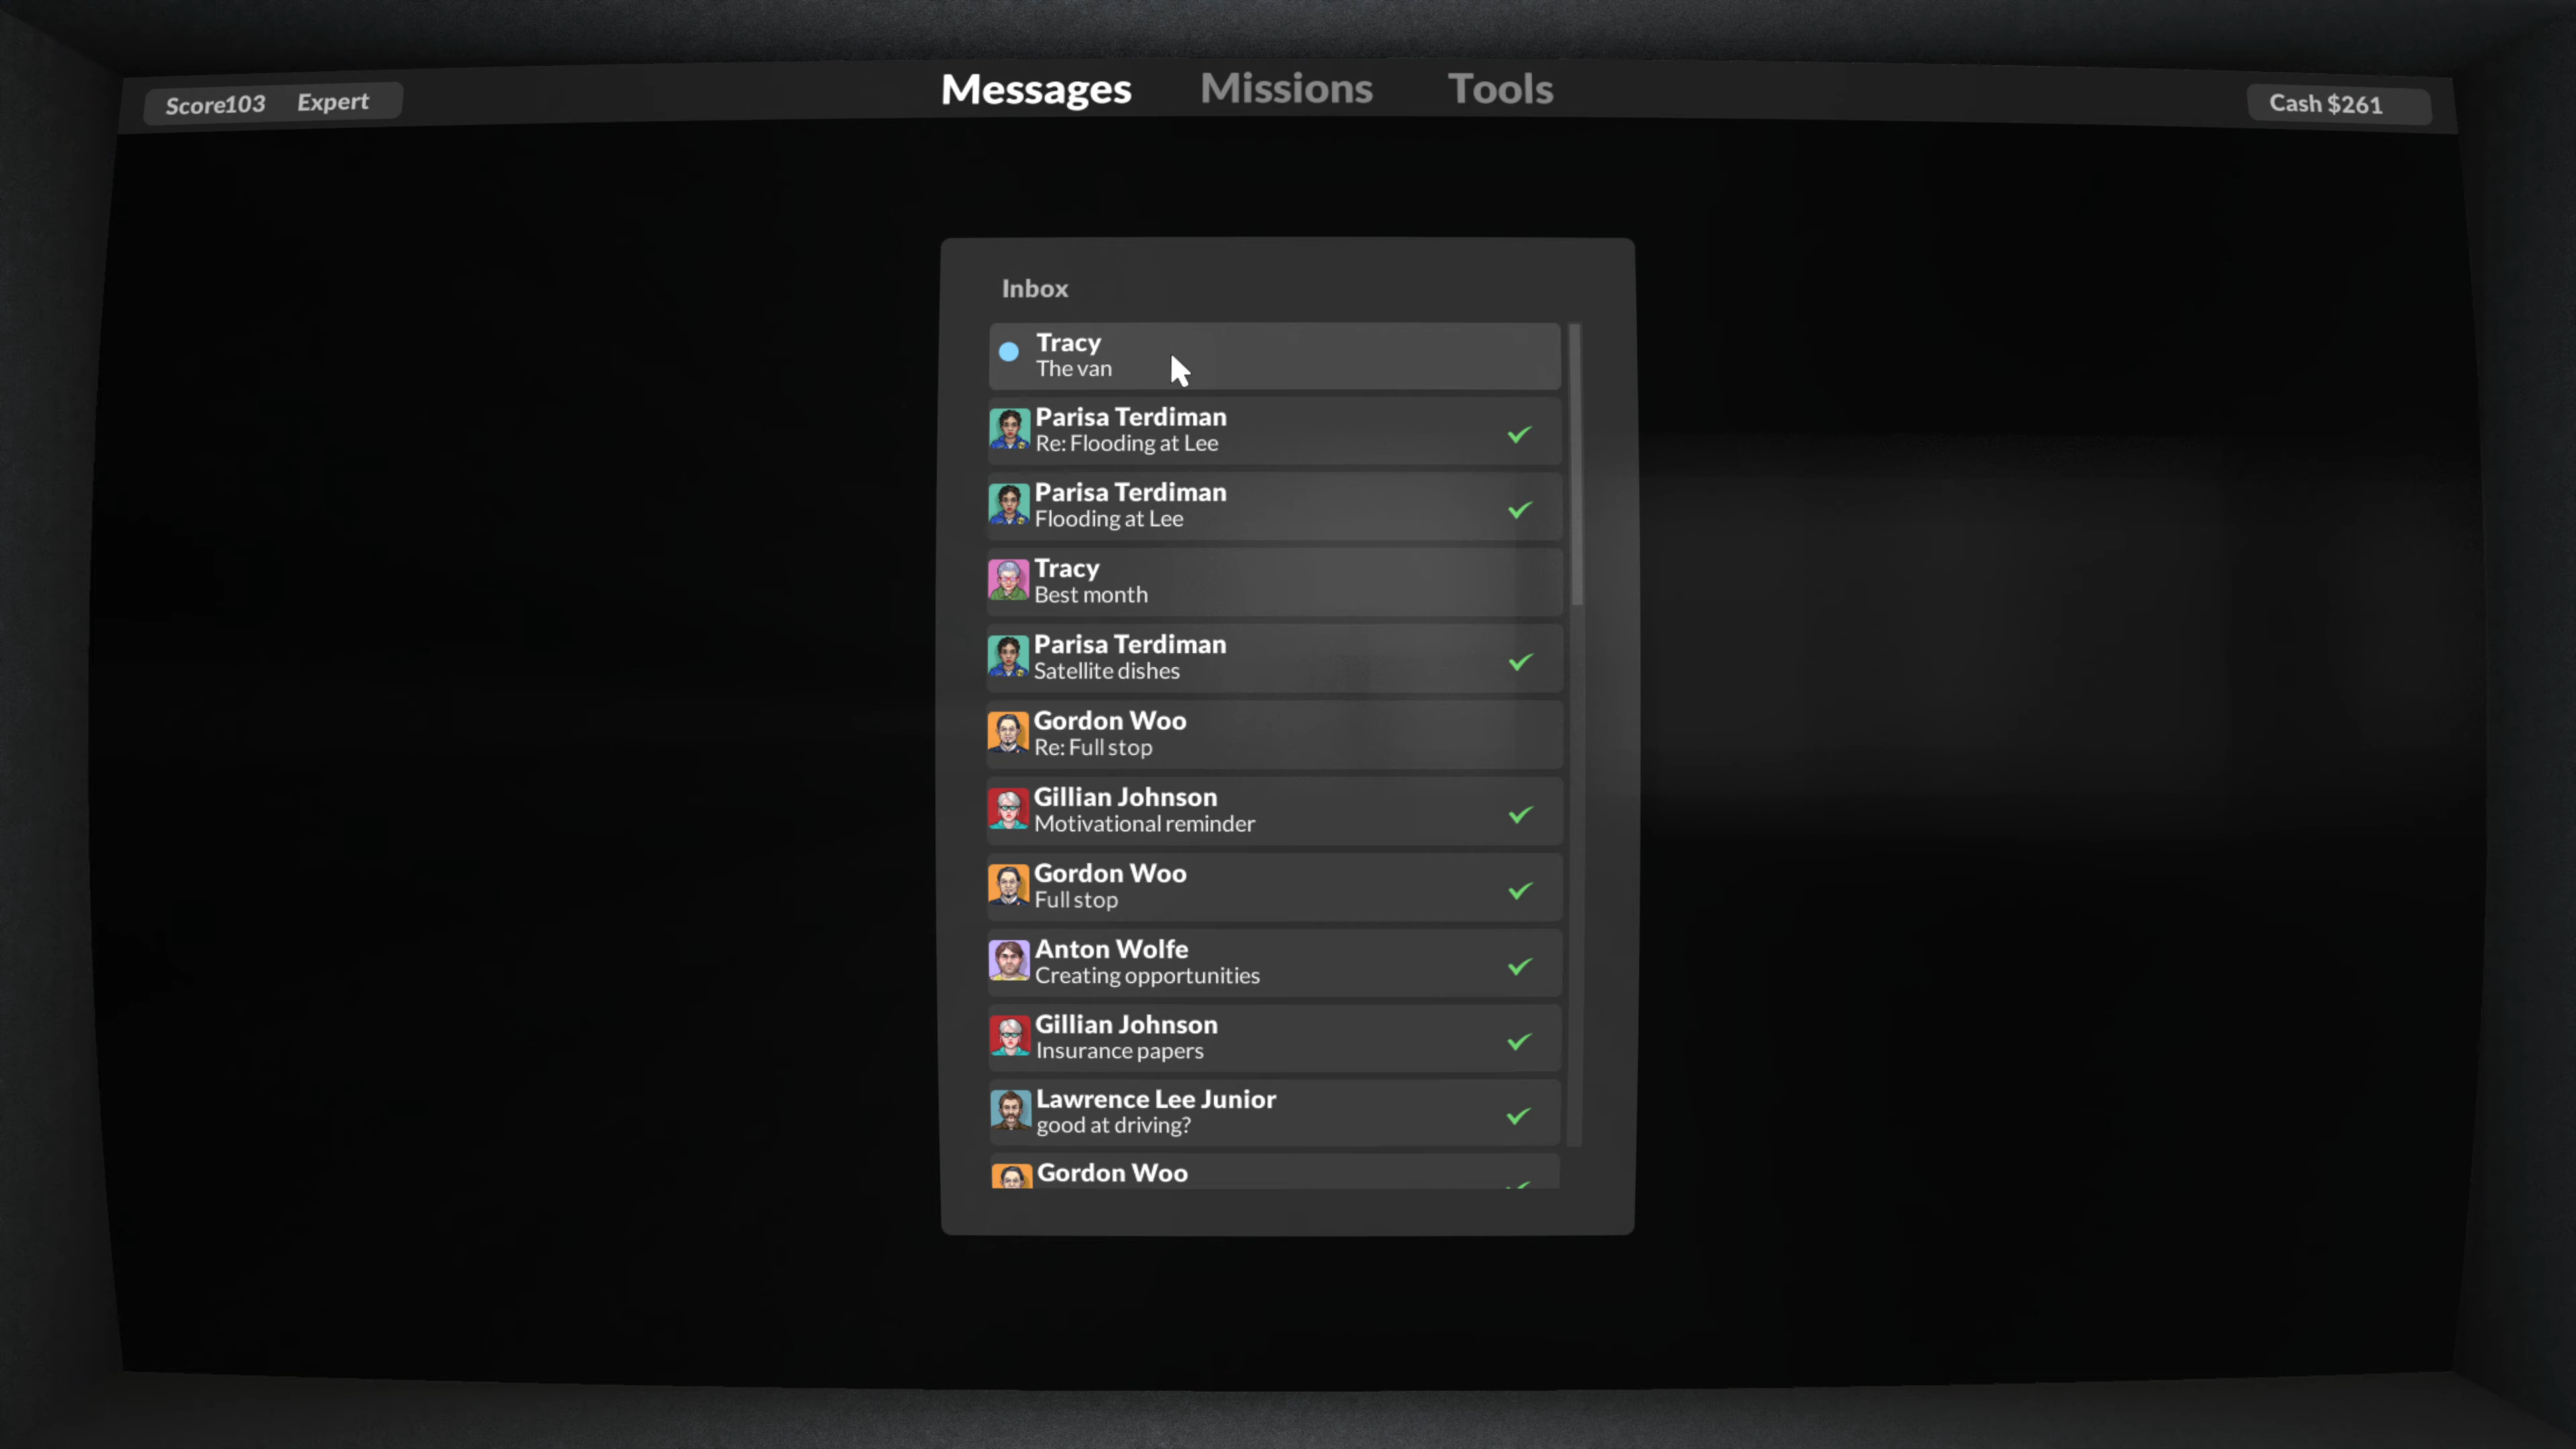 Score103 Expert
Messages Missions Tools
Cash $261
Inbox
Tracy
The van
Parisa Terdiman
Re: Flooding at Lee
Parisa Terdiman
Flooding at Lee
Tracy
Best month
Parisa Terdiman
Satellite dishes
Gordon Woo
Re: Full stop
Gillian Johnson
Motivational reminder
Gordon Woo
Full stop
Anton Wolfe
Creating opportunities
Gillian Johnson
Insurance papers
Lawrence Lee Junior
good at driving?
Gordon Woo